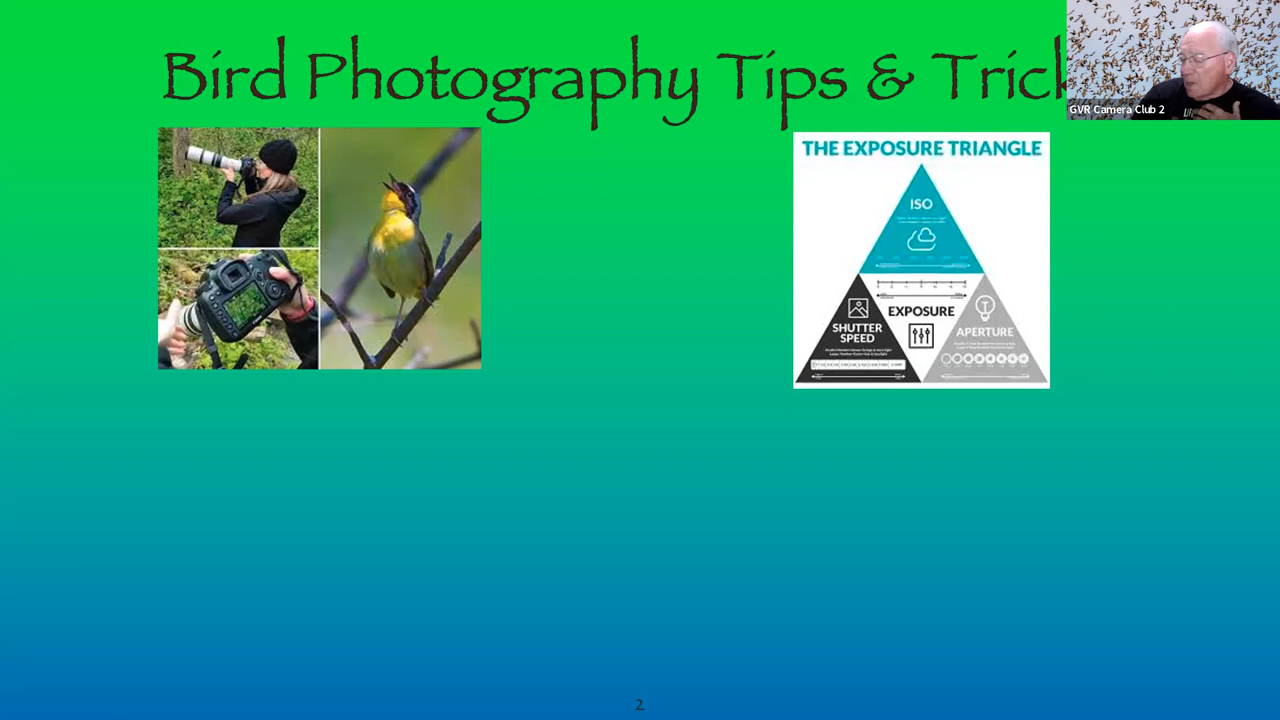 Bird Photography Tips & Trick
GVR Camera Club 2
THE EXPOSURE TRIANGLE
ISO
EXPOSURE
SHUTTER
SPEED
APERTURE
2